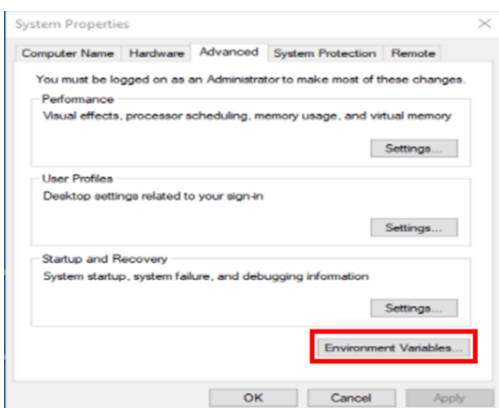 System Properties
Computer Name Hardware Advanced System Protection Remote
You must be logged on as an Administrator to make most of these changes.
Performance
Visual effects, processor scheduling, memory usage, and virtual memory
Settings...
User Profiles
Desktop settings related to your sign-in
Settings...
Startup and Recovery
System startup, system failure, and debugging information
Settings...
Environment Variables...
OK Cancel Apply